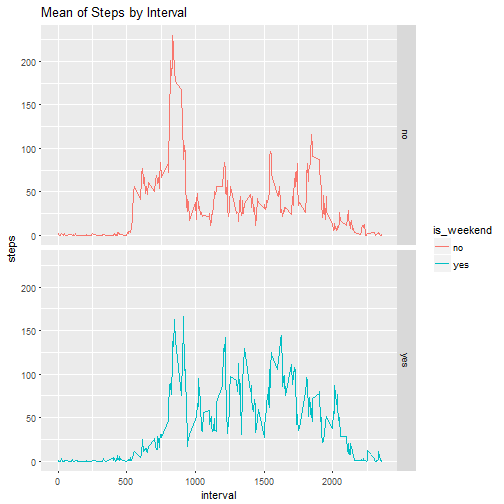 Mean of Steps by Interval
steps
200
150
100
50
0
no
200
150
100
50
0
yes
0
500
1000
1500
2000
interval
is_weekend
no
yes